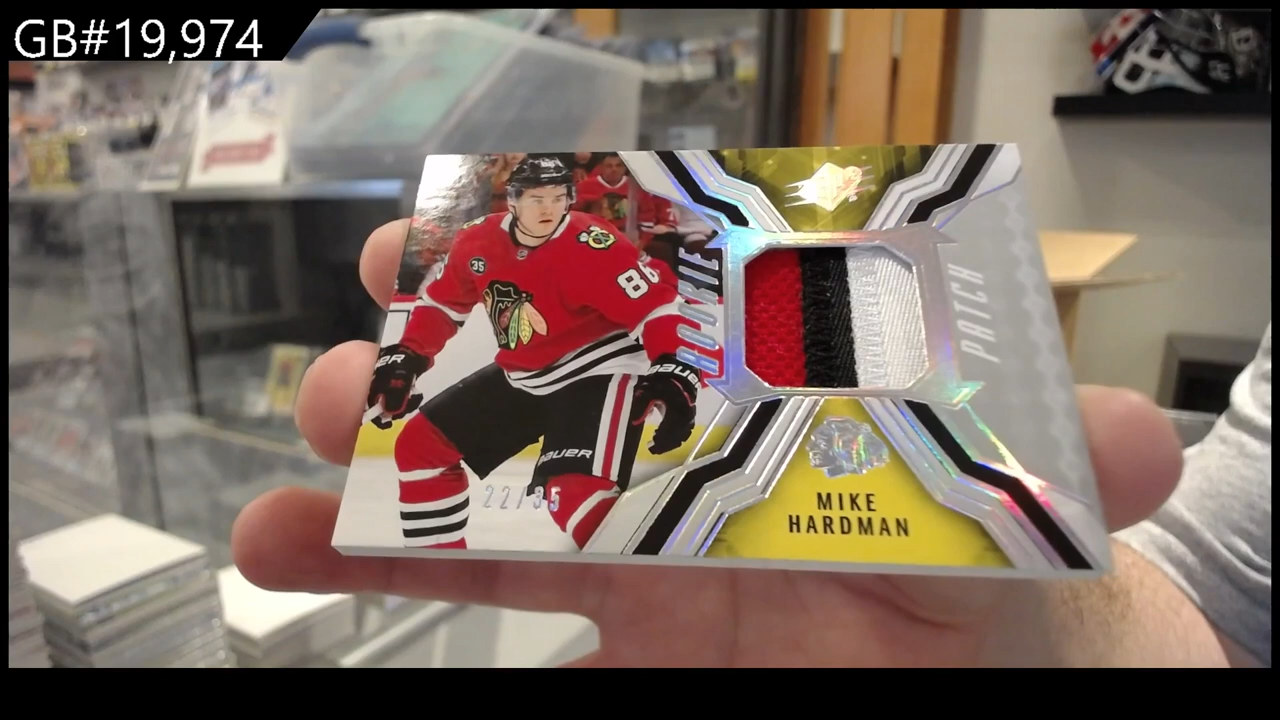 GB#19,974
35
86
BAUER
BAUER
22/35
ROOKIE
PATCH
MIKE
HARDMAN